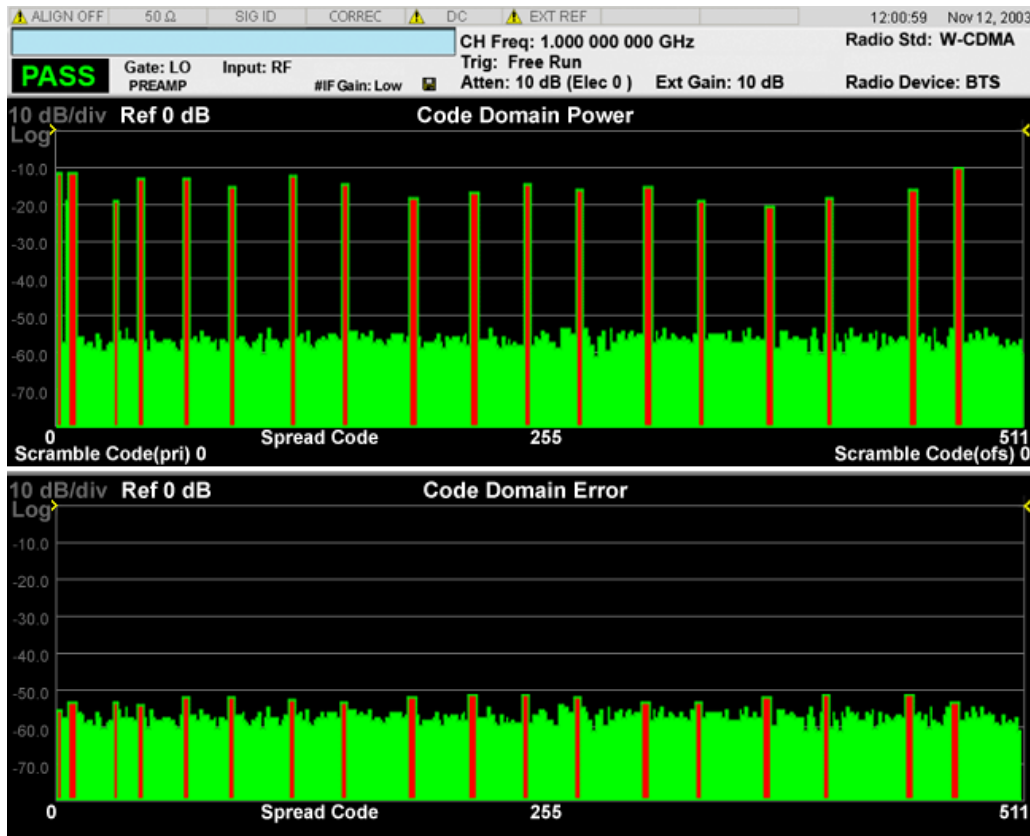 ALIGN OFF 50 Ω SIG ID CORREC DC EXT REF 12:00:59 Nov 12, 2003
CH Freq: 1.000 000 000 GHz Radio Std: W-CDMA
PASS Gate: LO Input: RF Trig: Free Run
PREAMP #IF Gain: Low Atten: 10 dB (Elec 0 ) Ext Gain: 10 dB Radio Device: BTS
10 dB/div Ref 0 dB Code Domain Power
Log
-10.0
-20.0
-30.0
-40.0
-50.0
-60.0
-70.0
0 Spread Code 255 511
Scramble Code(pri) 0 Scramble Code(ofs) 0
10 dB/div Ref 0 dB Code Domain Error
Log
-10.0
-20.0
-30.0
-40.0
-50.0
-60.0
-70.0
0 Spread Code 255 511